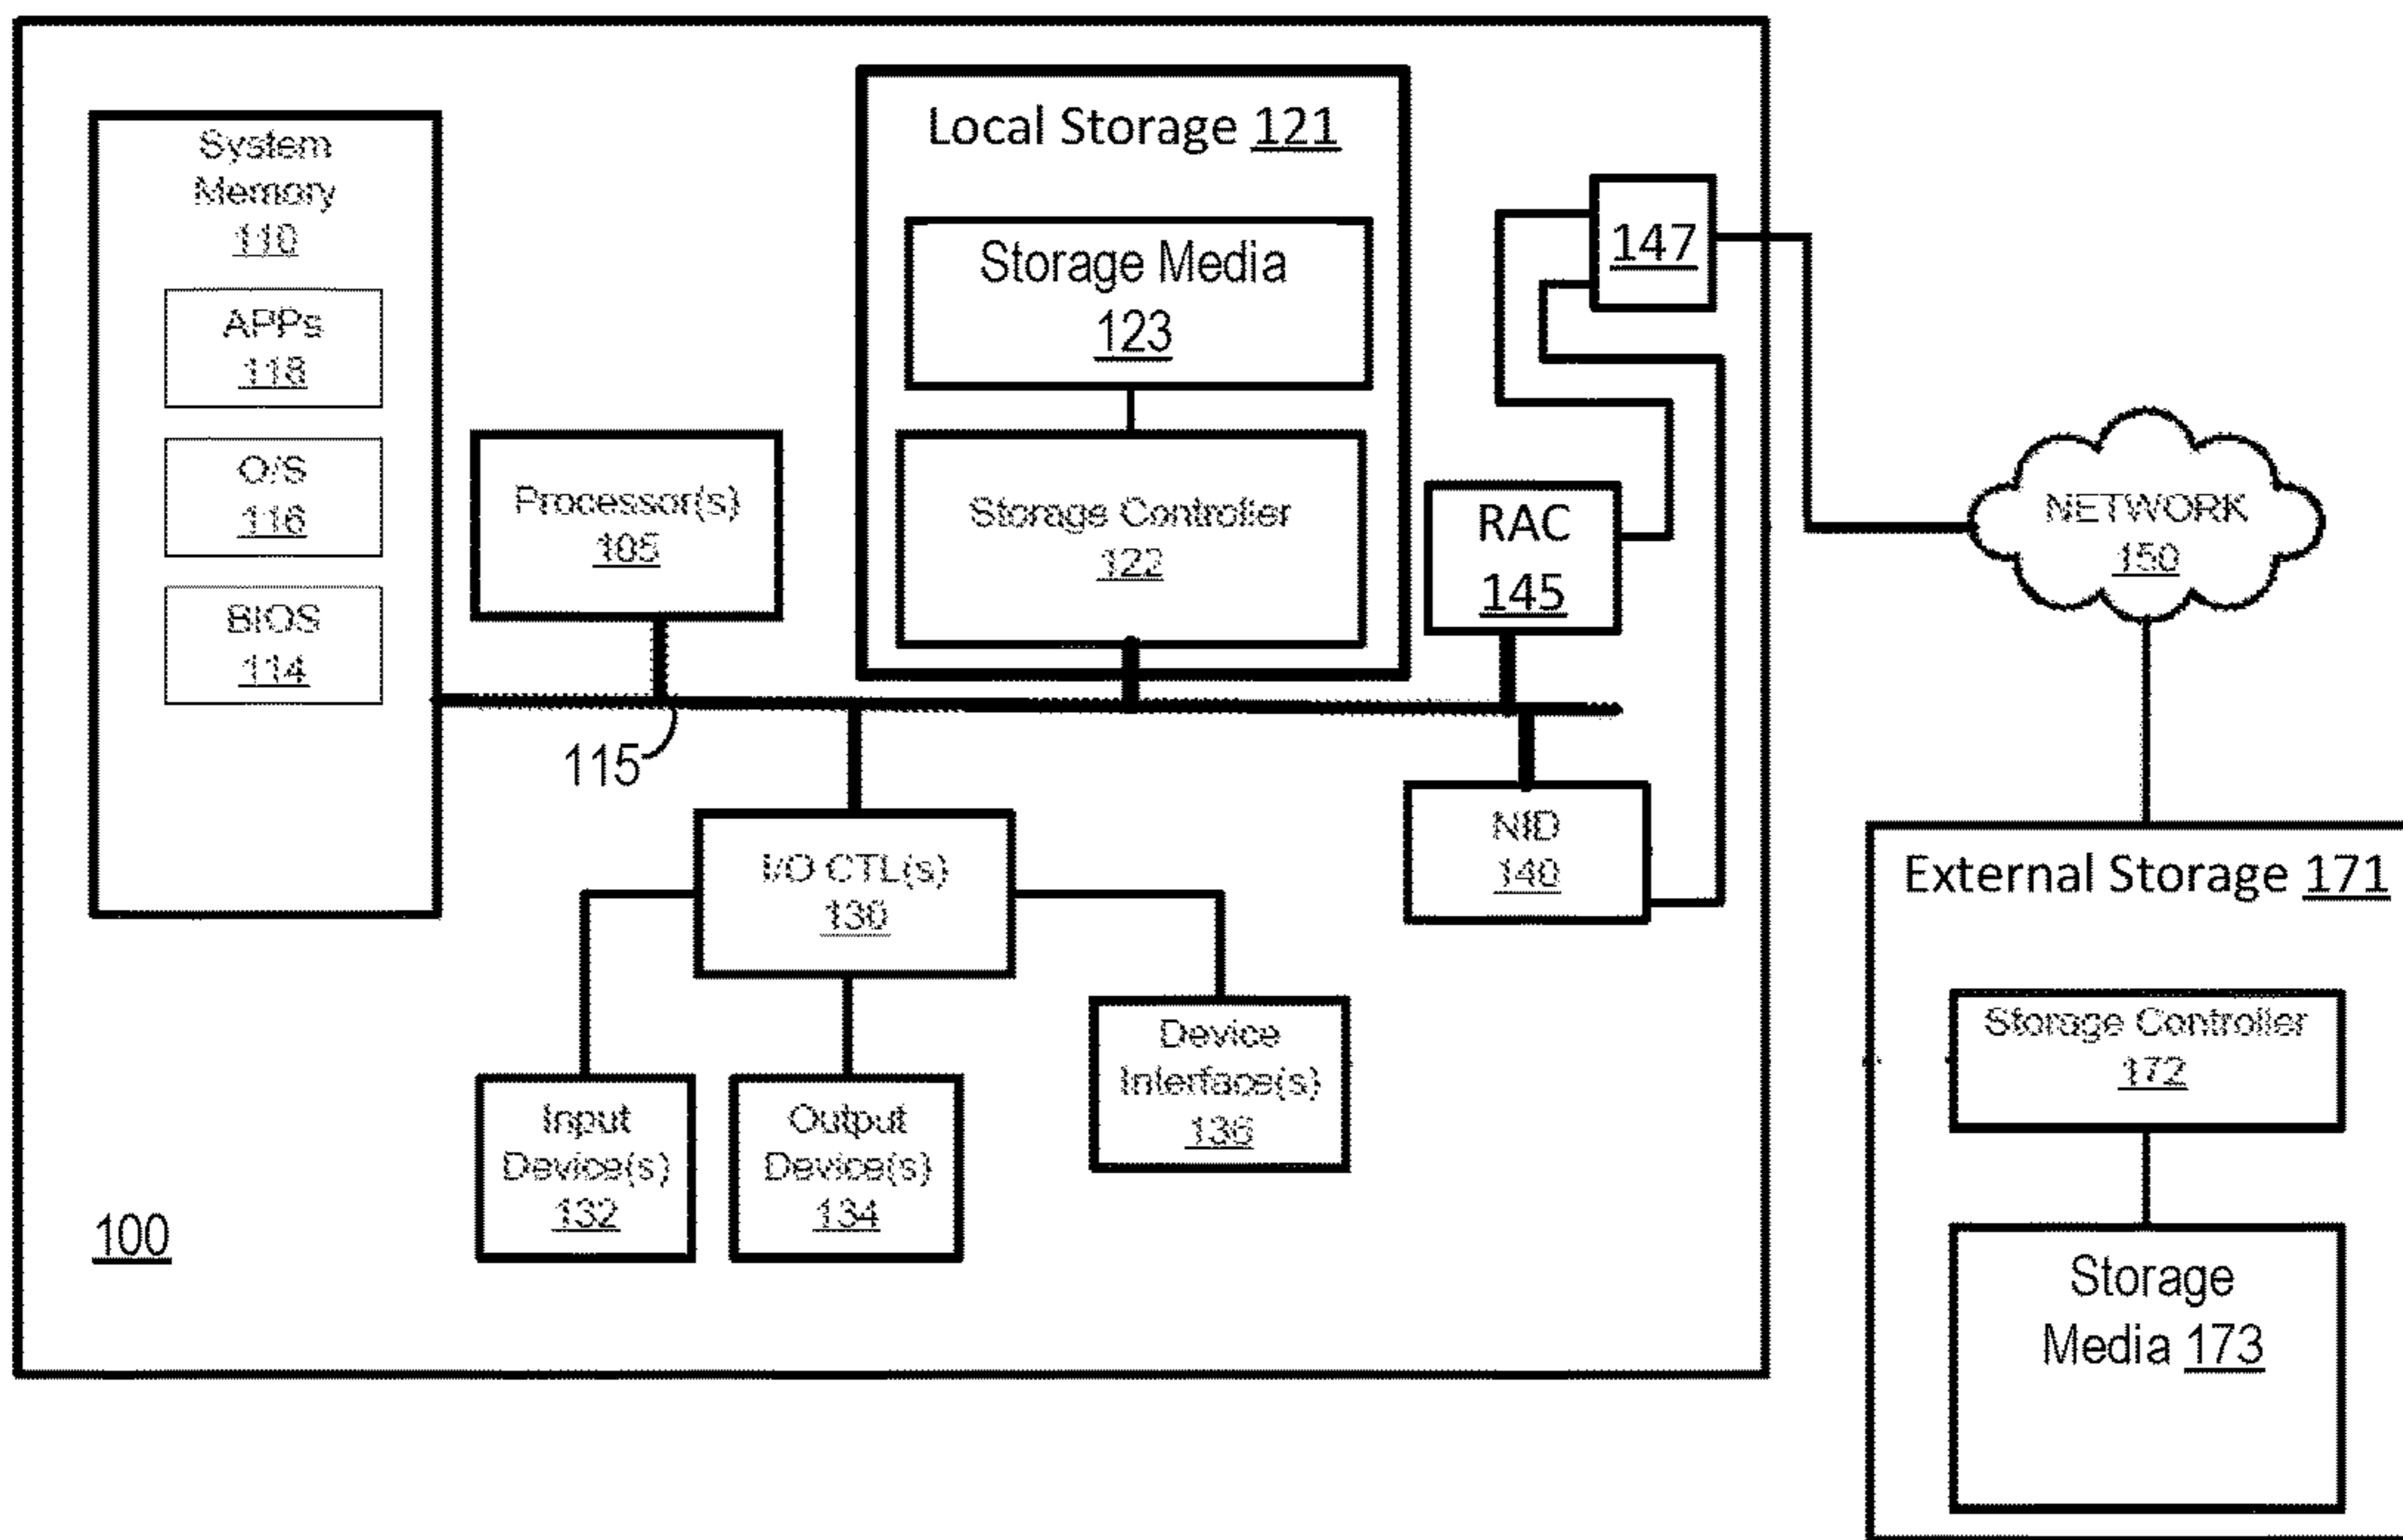 System
Memory
110
APPs
118
O/S
116
BIOS
114
Processor(s)
105
115
Local Storage 121
Storage Media
123
Storage Controller
122
147
RAC
145
NID
140
I/O CTL(s)
130
Input
Device(s)
132
Output
Device(s)
134
Device
Interface(s)
136
100
NETWORK
150
External Storage 171
Storage Controller
172
Storage
Media 173